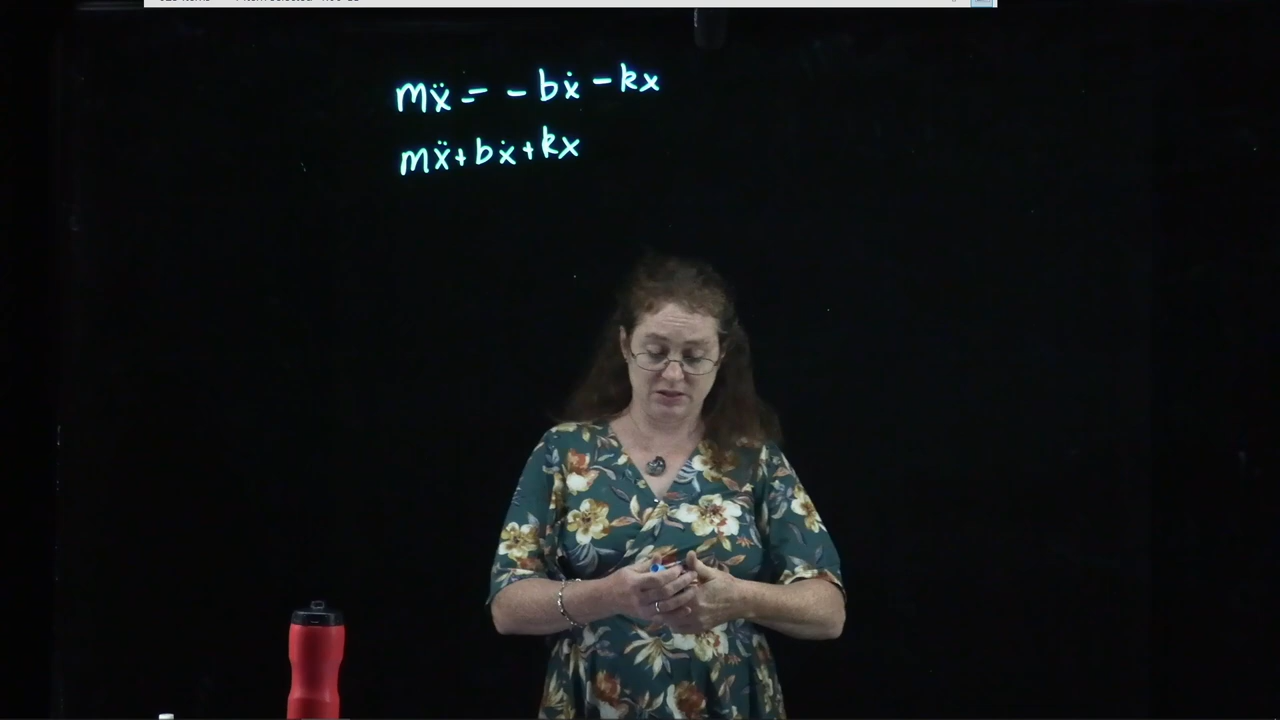 mẍ = - bẋ - kx
mẍ + bẋ + kx